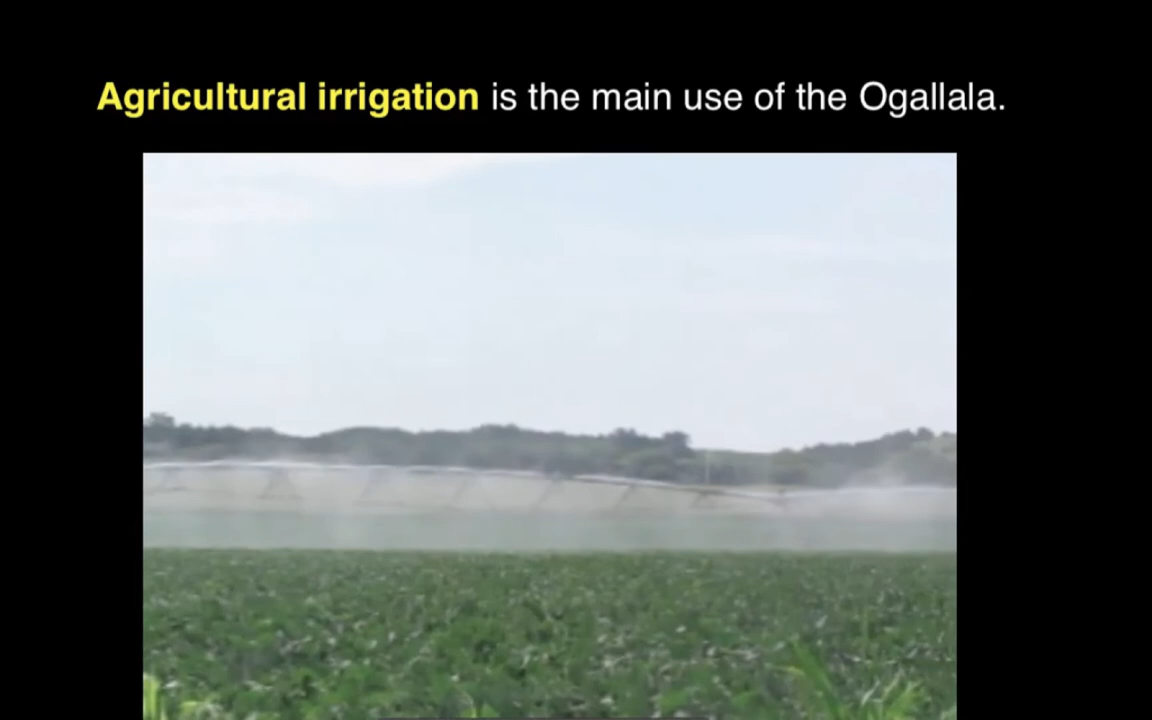 Agricultural irrigation is the main use of the Ogallala.